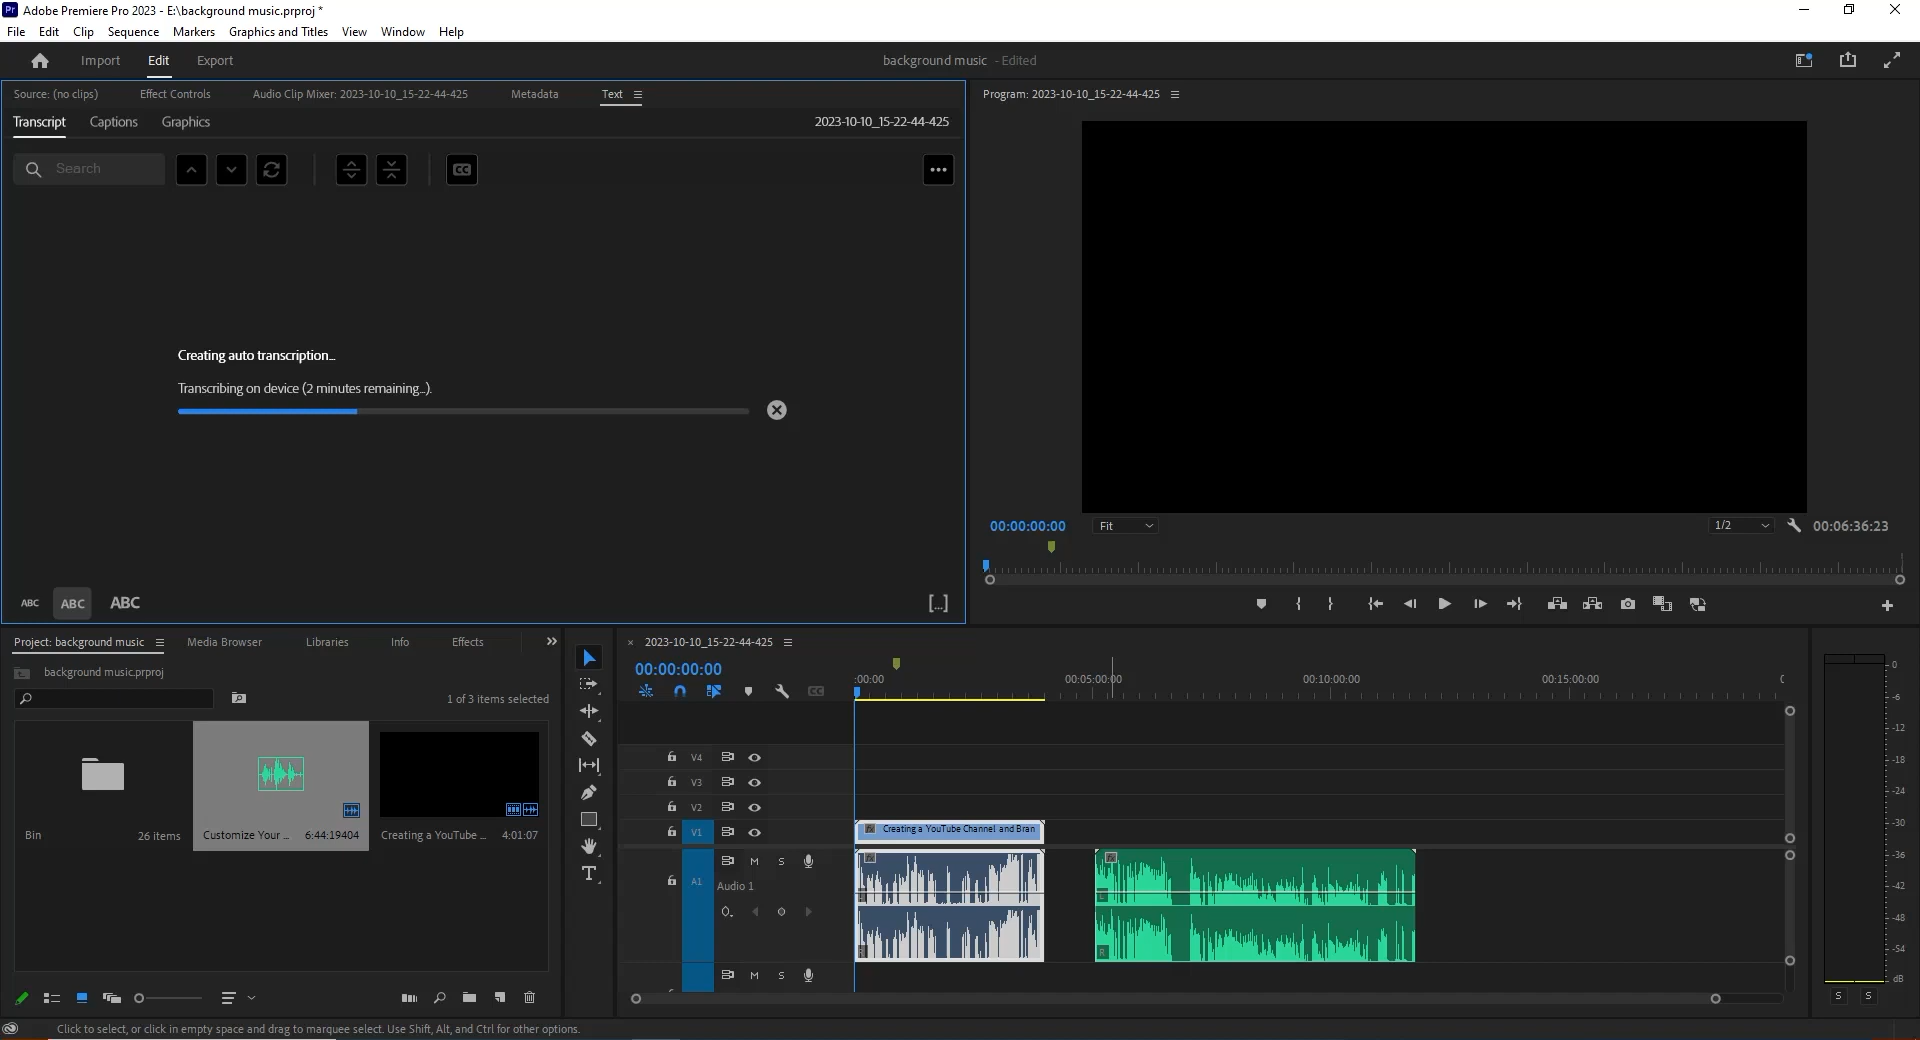 Pr Adobe Premiere Pro 2023 - E:\background music.prproj *
File Edit Clip Sequence Markers Graphics and Titles View Window Help
Import Edit Export background music - Edited
Source: (no clips) Effect Controls Audio Clip Mixer: 2023-10-10_15-22-44-425 Metadata Text
Program: 2023-10-10_15-22-44-425
Transcript Captions Graphics 2023-10-10_15-22-44-425
Search CC
Creating auto transcription...
Transcribing on device (2 minutes remaining...).
00:00:00:00 Fit 1/2 00:06:36:23
ABC ABC ABC [...]
Project: background music Media Browser Libraries Info Effects
background music.prproj
1 of 3 items selected
Bin 26 items
Customize Your ... 6:44:19404
Creating a YouTube ... 4:01:07
T
× 2023-10-10_15-22-44-425
00:00:00:00
:00:00 00:05:00:00 00:10:00:00 00:15:00:00
CC
V4
V3
V2
V1 fx Creating a YouTube Channel and Bran
A1 M S
Audio 1
L L
R R
M S
0
-6
-12
-18
-24
-30
-36
-42
-48
-54
dB
S S
Click to select, or click in empty space and drag to marquee select. Use Shift, Alt, and Ctrl for other options.